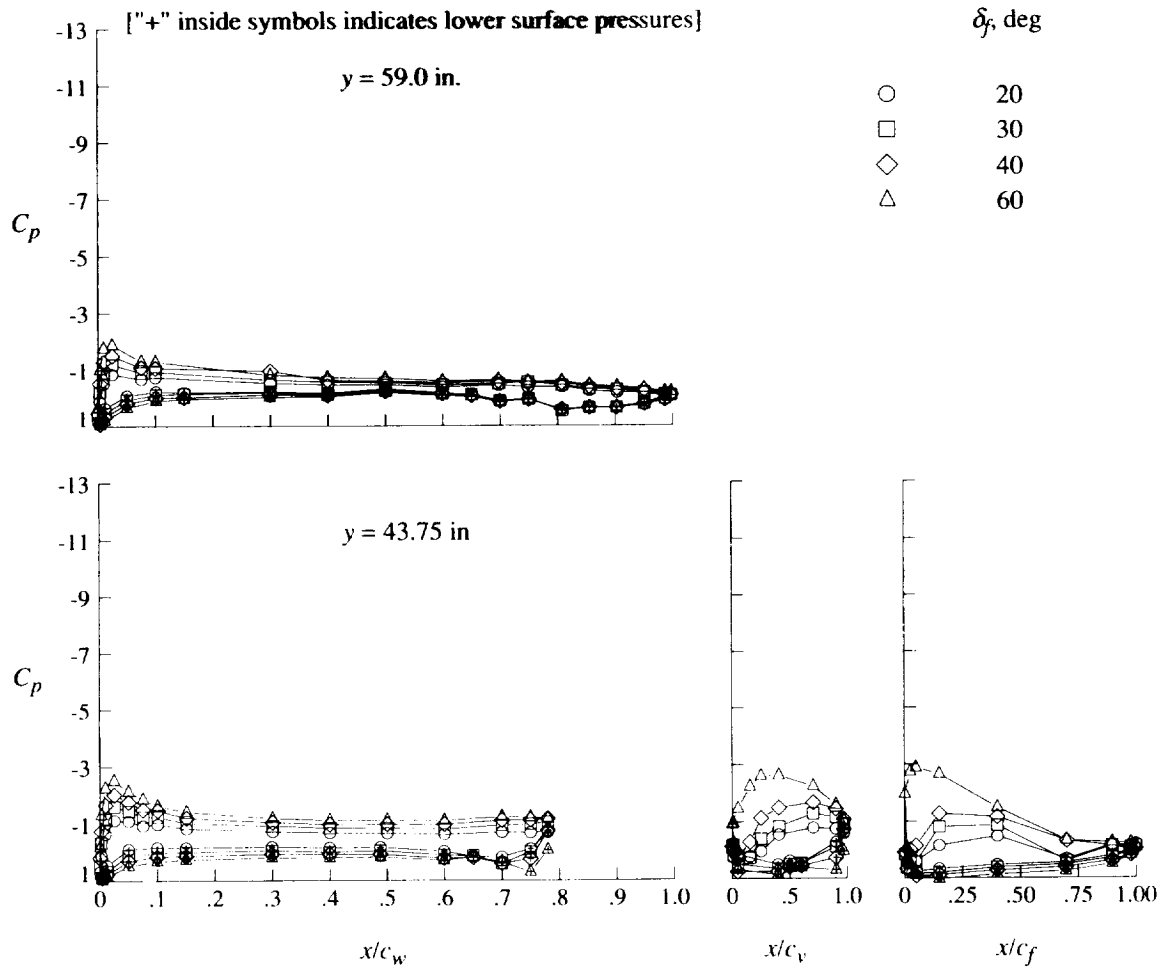 ["+" inside symbols indicates lower surface pressures]
δf, deg
y = 59.0 in.
20
30
40
60
-13
-11
-9
-7
Cp
-5
-3
-1
1
y = 43.75 in
-13
-11
-9
-7
Cp
-5
-3
-1
1
0 .1 .2 .3 .4 .5 .6 .7 .8 .9 1.0
0 .5 1.0
0 .25 .50 .75 1.00
x/cw
x/cv
x/cf